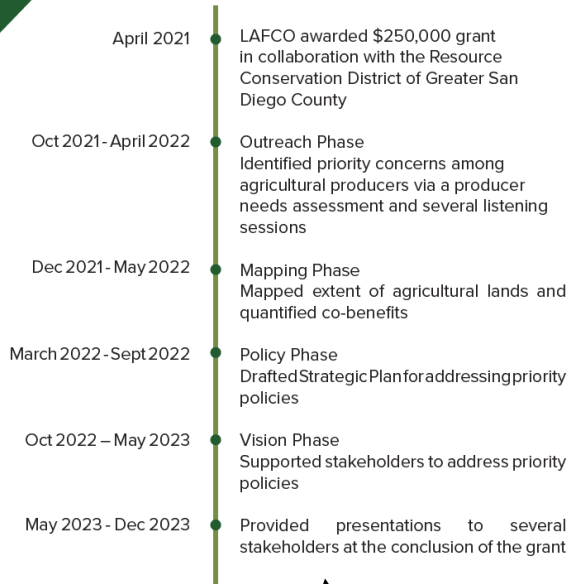 April 2021
LAFCO awarded $250,000 grant
in collaboration with the Resource
Conservation District of Greater San
Diego County
Oct 2021 - April 2022
Outreach Phase
Identified priority concerns among
agricultural producers via a producer
needs assessment and several listening
sessions
Dec 2021 - May 2022
Mapping Phase
Mapped extent of agricultural lands and
quantified co-benefits
March 2022 - Sept 2022
Policy Phase
Drafted Strategic Plan for addressing priority
policies
Oct 2022 – May 2023
Vision Phase
Supported stakeholders to address priority
policies
May 2023 - Dec 2023
Provided presentations to several
stakeholders at the conclusion of the grant